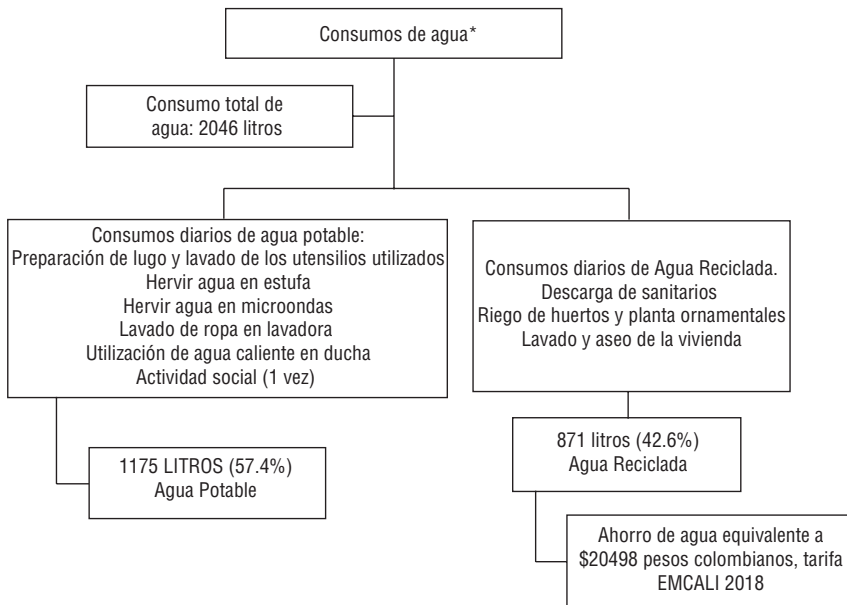 Consumos de agua*
Consumo total de
agua: 2046 litros
Consumos diarios de agua potable:
Preparación de lugo y lavado de los utensilios utilizados
Hervir agua en estufa
Hervir agua en microondas
Lavado de ropa en lavadora
Utilización de agua caliente en ducha
Actividad social (1 vez)
Consumos diarios de Agua Reciclada.
Descarga de sanitarios
Riego de huertos y planta ornamentales
Lavado y aseo de la vivienda
1175 LITROS (57.4%)
Agua Potable
871 litros (42.6%)
Agua Reciclada
Ahorro de agua equivalente a
$20498 pesos colombianos, tarifa
EMCALI 2018